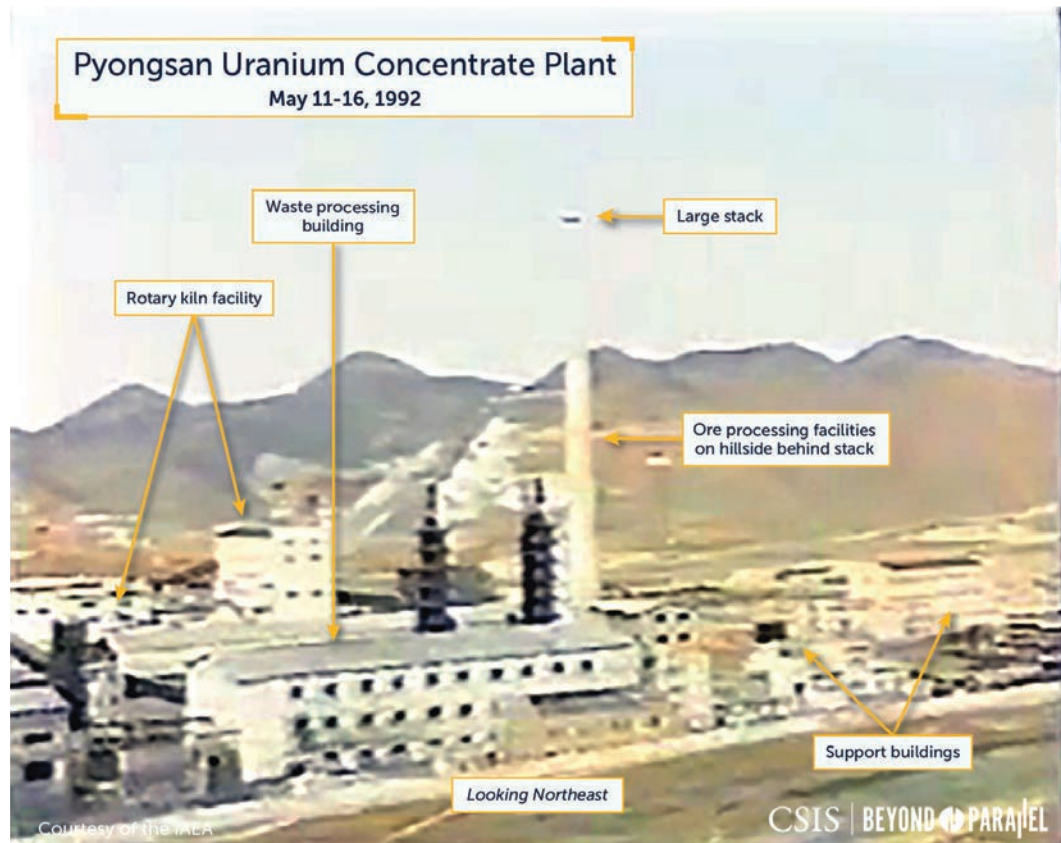 Pyongsan Uranium Concentrate Plant
May 11-16, 1992
Waste processing
building
Large stack
Rotary kiln facility
Ore processing facilities
on hillside behind stack
Support buildings
Looking Northeast
Courtesy of the IAEA
CSIS | BEYOND PARALLEL